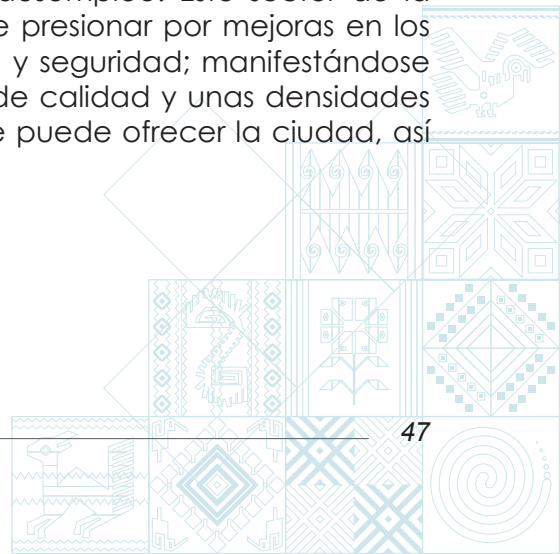 presionar por mejoras en los
y seguridad; manifestándose
de calidad y unas densidades
puede ofrecer la ciudad, así
47